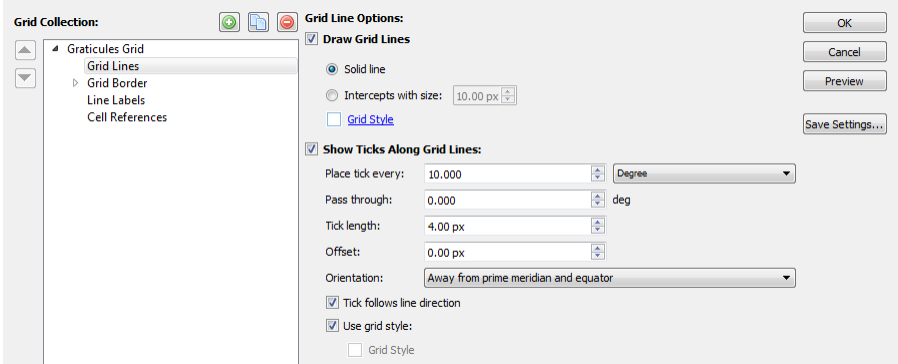 Grid Collection:
Graticules Grid
Grid Lines
Grid Border
Line Labels
Cell References
Grid Line Options:
Draw Grid Lines
Solid line
Intercepts with size: 10.00 px
Grid Style
Show Ticks Along Grid Lines:
Place tick every: 10.000 Degree
Pass through: 0.000 deg
Tick length: 4.00 px
Offset: 0.00 px
Orientation: Away from prime meridian and equator
Tick follows line direction
Use grid style:
Grid Style
OK
Cancel
Preview
Save Settings...